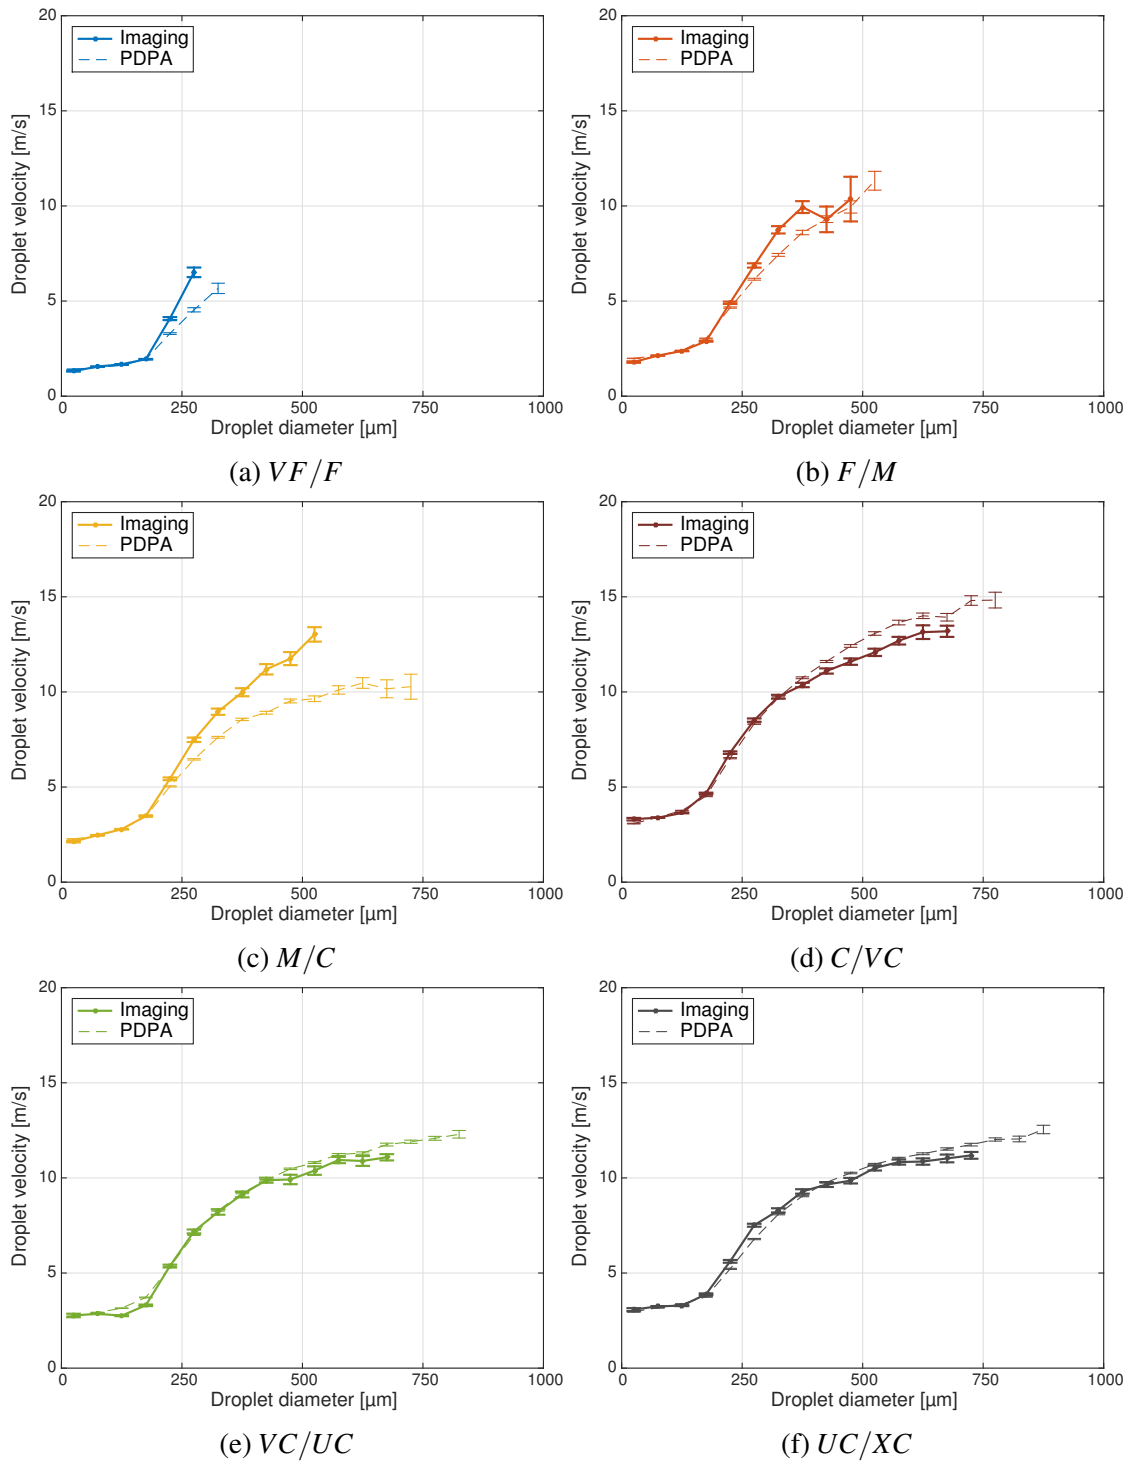 Droplet velocity [m/s]
20
15
10
5
0
Imaging
PDPA
0 250 500 750 1000
Droplet diameter [µm]
(a) VF/F
Droplet velocity [m/s]
20
15
10
5
0
Imaging
PDPA
0 250 500 750 1000
Droplet diameter [µm]
(b) F/M
Droplet velocity [m/s]
20
15
10
5
0
Imaging
PDPA
0 250 500 750 1000
Droplet diameter [µm]
(c) M/C
Droplet velocity [m/s]
20
15
10
5
0
Imaging
PDPA
0 250 500 750 1000
Droplet diameter [µm]
(d) C/VC
Droplet velocity [m/s]
20
15
10
5
0
Imaging
PDPA
0 250 500 750 1000
Droplet diameter [µm]
(e) VC/UC
Droplet velocity [m/s]
20
15
10
5
0
Imaging
PDPA
0 250 500 750 1000
Droplet diameter [µm]
(f) UC/XC